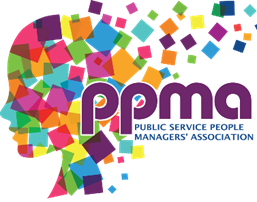 ppma
PUBLIC SERVICE PEOPLE
MANAGERS' ASSOCIATION